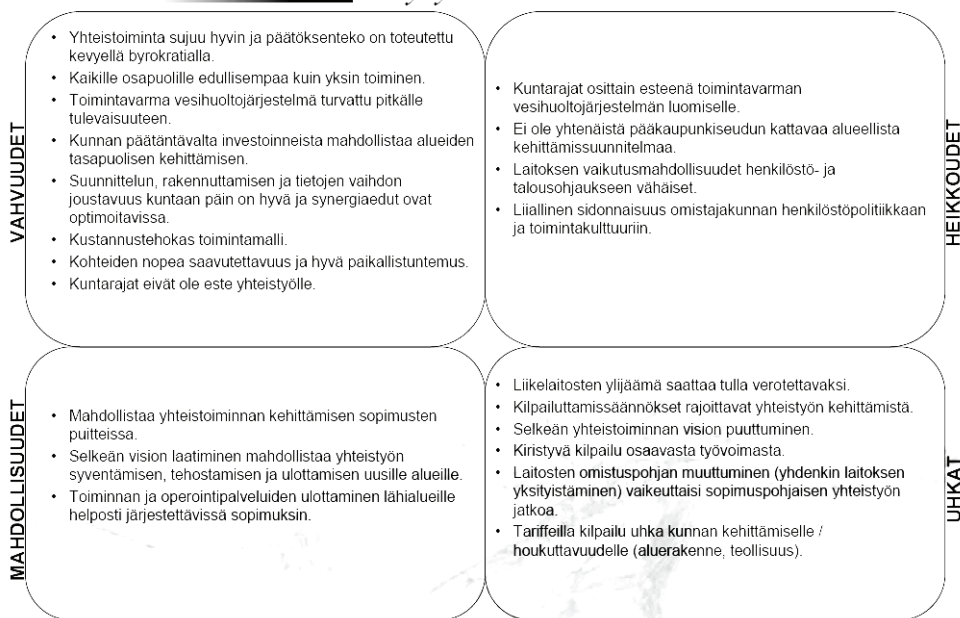 VAHVUUDET
• Yhteistoiminta sujuu hyvin ja päätöksenteko on toteutettu
kevyellä byrokratialla.
• Kaikille osapuolille edullisempaa kuin yksin toiminen.
• Toimintavarma vesihuoltojärjestelmä turvattu pitkälle
tulevaisuuteen.
• Kunnan päätäntävalta investoinneista mahdollistaa alueiden
tasapuolisen kehittämisen.
• Suunnittelun, rakennuttamisen ja tietojen vaihdon
joustavuus kuntaan päin on hyvä ja synergiaedut ovat
optimoitavissa.
• Kustannustehokas toimintamalli.
• Kohteiden nopea saavutettavuus ja hyvä paikallistuntemus.
• Kuntarajat eivät ole este yhteistyölle.
HEIKKOUDET
• Kuntarajat osittain esteenä toimintavarman
vesihuoltojärjestelmän luomiselle.
• Ei ole yhtenäistä pääkaupunkiseudun kattavaa alueellista
kehittämissuunnitelmaa.
• Laitoksen vaikutusmahdollisuudet henkilöstö- ja
talousohjaukseen vähäiset.
• Liiallinen sidonnaisuus omistajakunnan henkilöstöpolitiikkaan
ja toimintakulttuuriin.
MAHDOLLISUUDET
• Mahdollistaa yhteistoiminnan kehittämisen sopimusten
puitteissa.
• Selkeän vision laatiminen mahdollistaa yhteistyön
syventämisen, tehostamisen ja ulottamisen uusille alueille.
• Toiminnan ja operointipalveluiden ulottaminen lähialueille
helposti järjestettävissä sopimuksin.
UHKAT
• Liikelaitosten ylijäämä saattaa tulla verotettavaksi.
• Kilpailuttamissäännökset rajoittavat yhteistyön kehittämistä.
• Selkeän yhteistoiminnan vision puuttuminen.
• Kiristyvä kilpailu osaavasta työvoimasta.
• Laitosten omistuspohjan muuttuminen (yhdenkin laitoksen
yksityistäminen) vaikeuttaisi sopimuspohjaisen yhteistyön
jatkoa.
• Tariffeilla kilpailu uhka kunnan kehittämiselle /
houkuttavuudelle (aluerakenne, teollisuus).